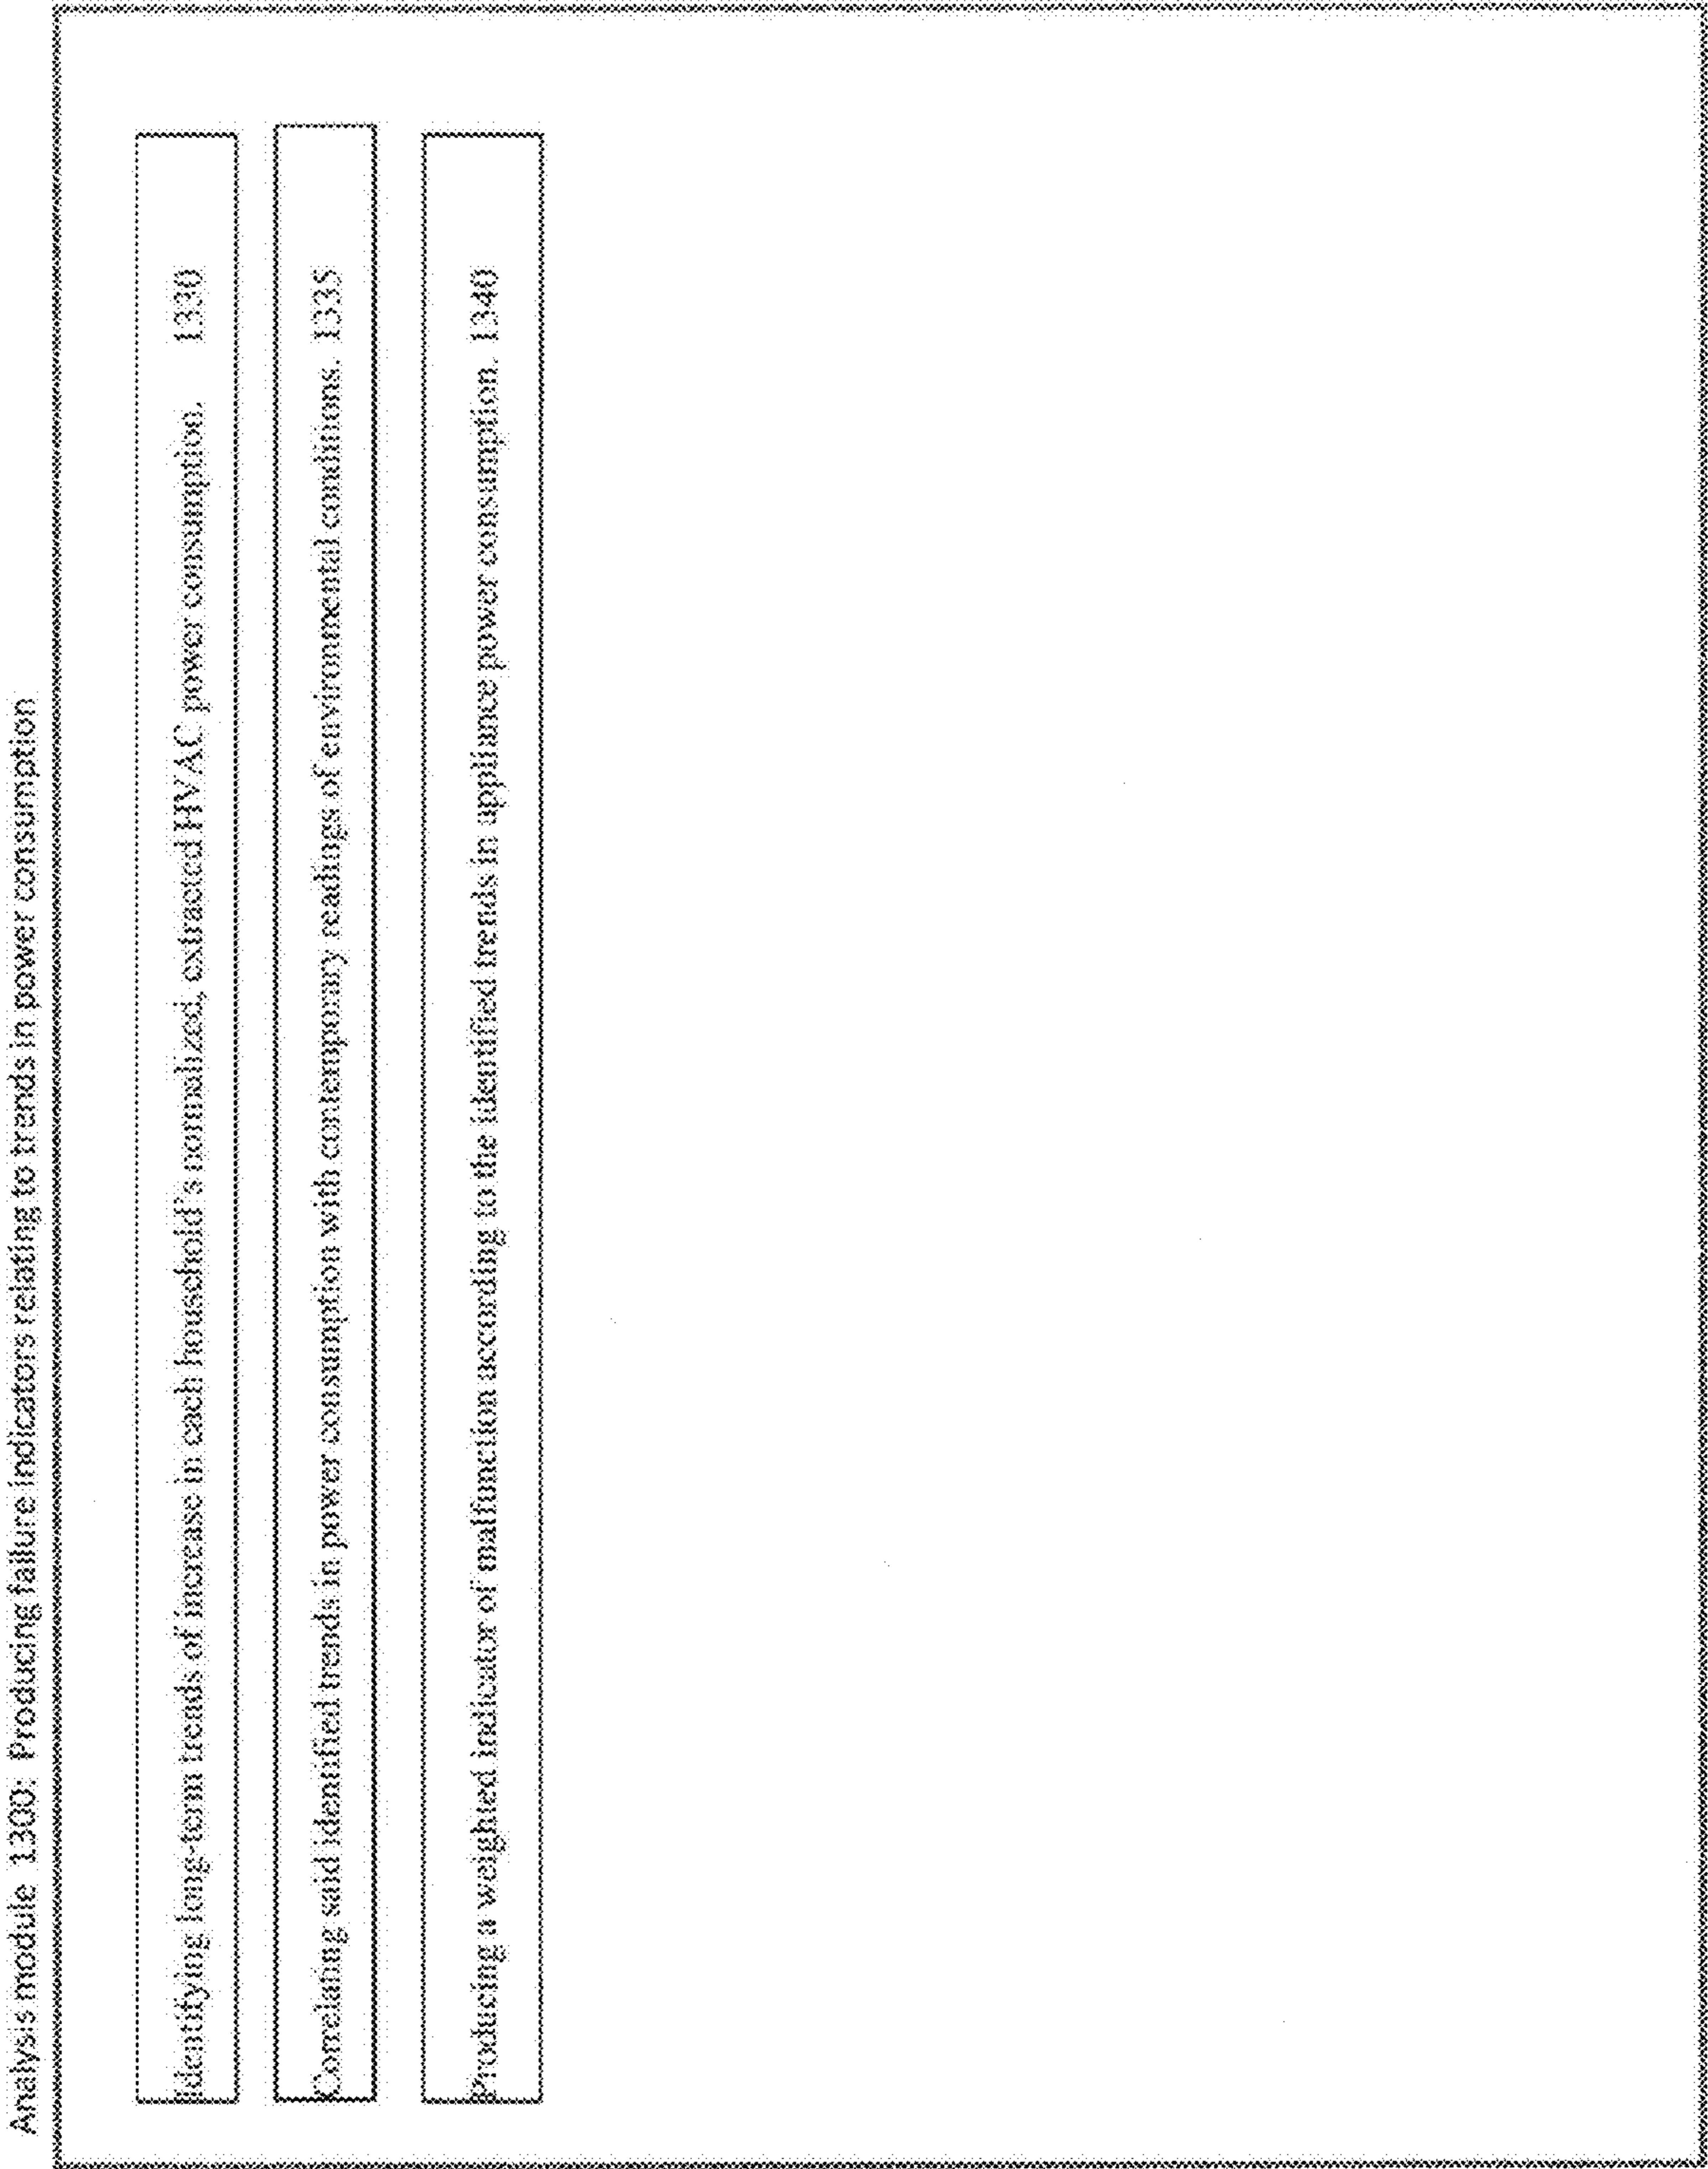 Analysis module 1300: Producing failure indicators relating to trends in power consumption
Identifying long-term trends of increase in each household's normalized, extracted HVAC power consumption. 1330
Correlating said identified trends in power consumption with contemporary readings of environmental conditions. 1335
Producing a weighted indicator of malfunction according to the identified trends in appliance power consumption. 1340